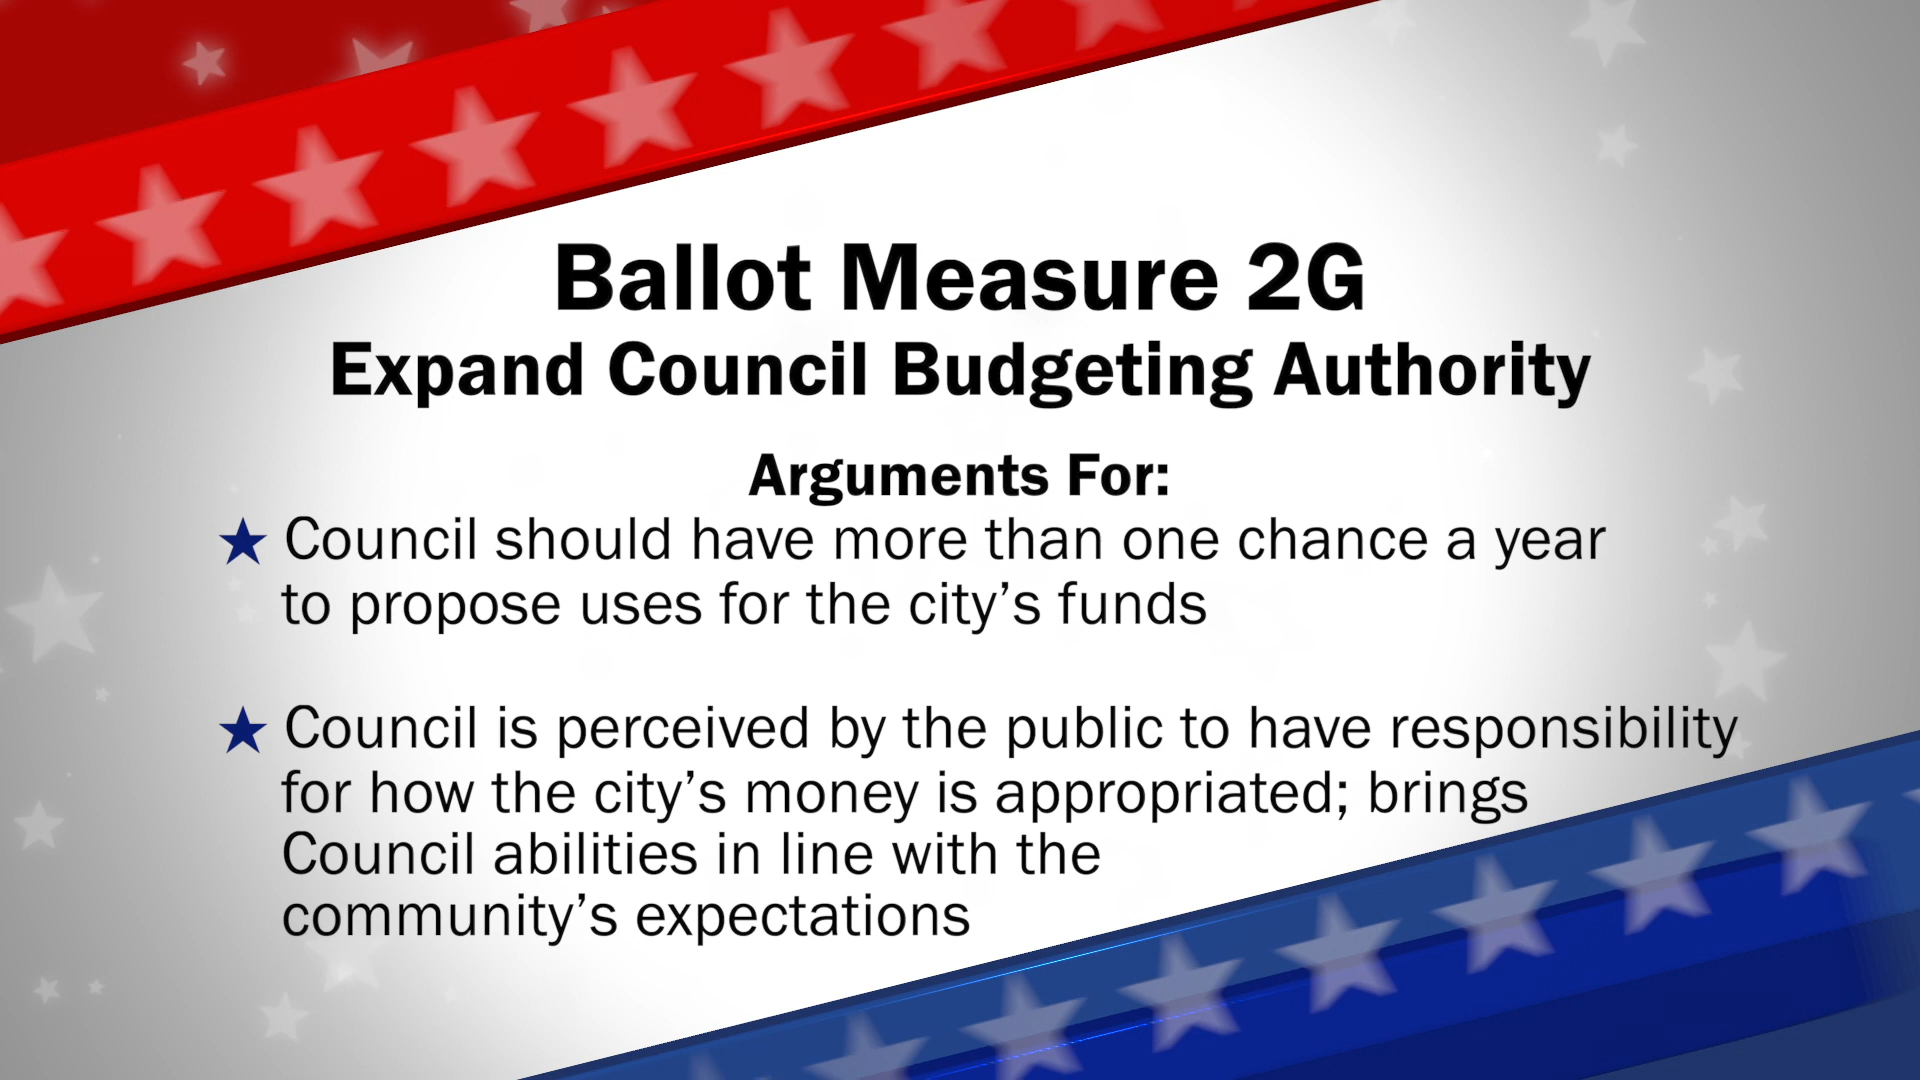 Ballot Measure 2G
Expand Council Budgeting Authority
Arguments For:
Council should have more than one chance a year
to propose uses for the city’s funds
Council is perceived by the public to have responsibility
for how the city’s money is appropriated; brings
Council abilities in line with the
community’s expectations